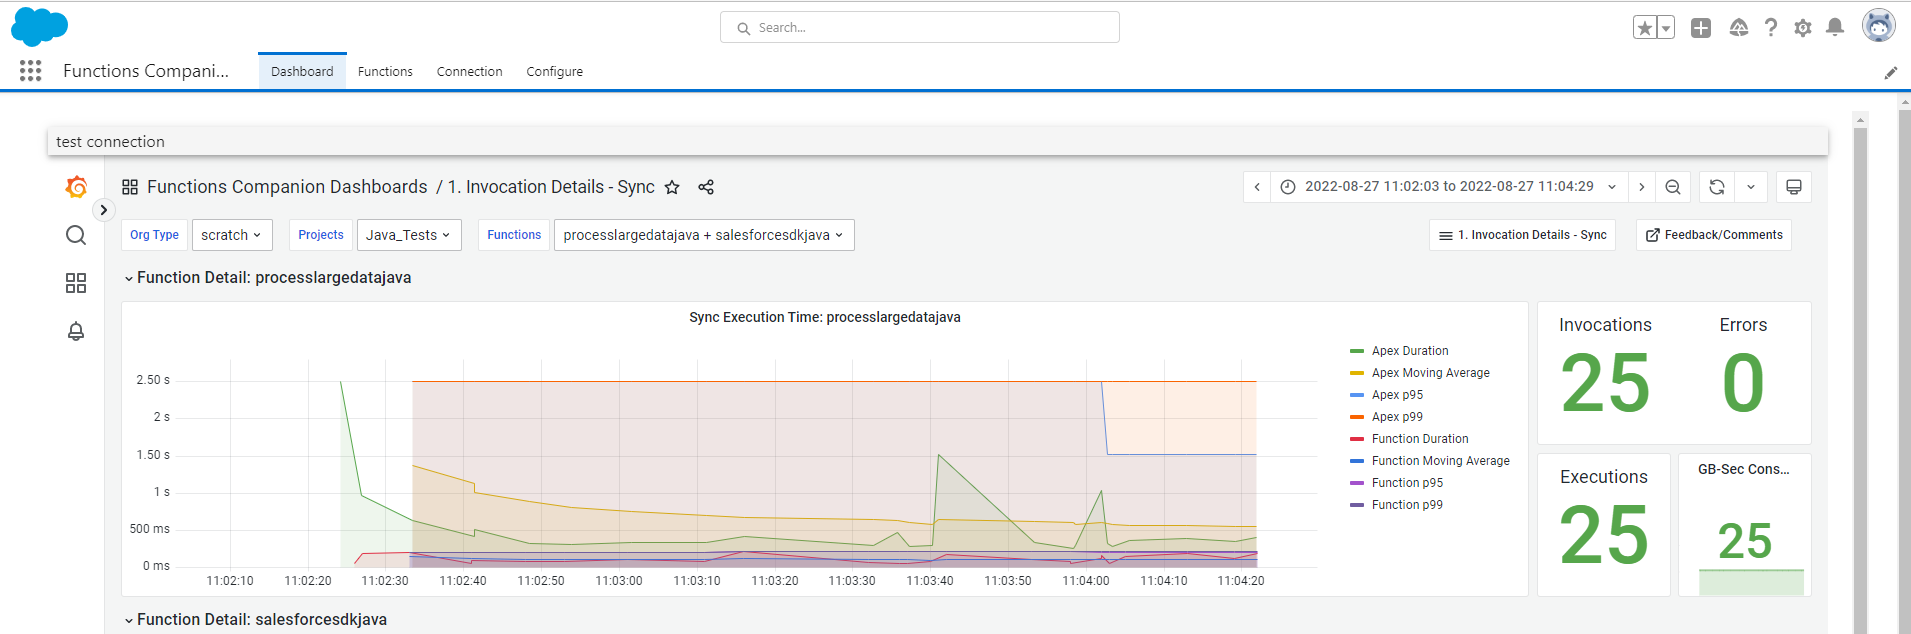 Search...
Functions Compani...
Dashboard
Functions
Connection
Configure
test connection
Functions Companion Dashboards / 1. Invocation Details - Sync
2022-08-27 11:02:03 to 2022-08-27 11:04:29
Org Type
scratch
Projects
Java_Tests
Functions
processlargedatajava + salesforcesdkjava
1. Invocation Details - Sync
Feedback/Comments
Function Detail: processlargedatajava
Sync Execution Time: processlargedatajava
2.50 s
2 s
1.50 s
1 s
500 ms
0 ms
11:02:10
11:02:20
11:02:30
11:02:40
11:02:50
11:03:00
11:03:10
11:03:20
11:03:30
11:03:40
11:03:50
11:04:00
11:04:10
11:04:20
Apex Duration
Apex Moving Average
Apex p95
Apex p99
Function Duration
Function Moving Average
Function p95
Function p99
Invocations
25
Errors
0
Executions
25
GB-Sec Cons...
25
Function Detail: salesforcesdkjava